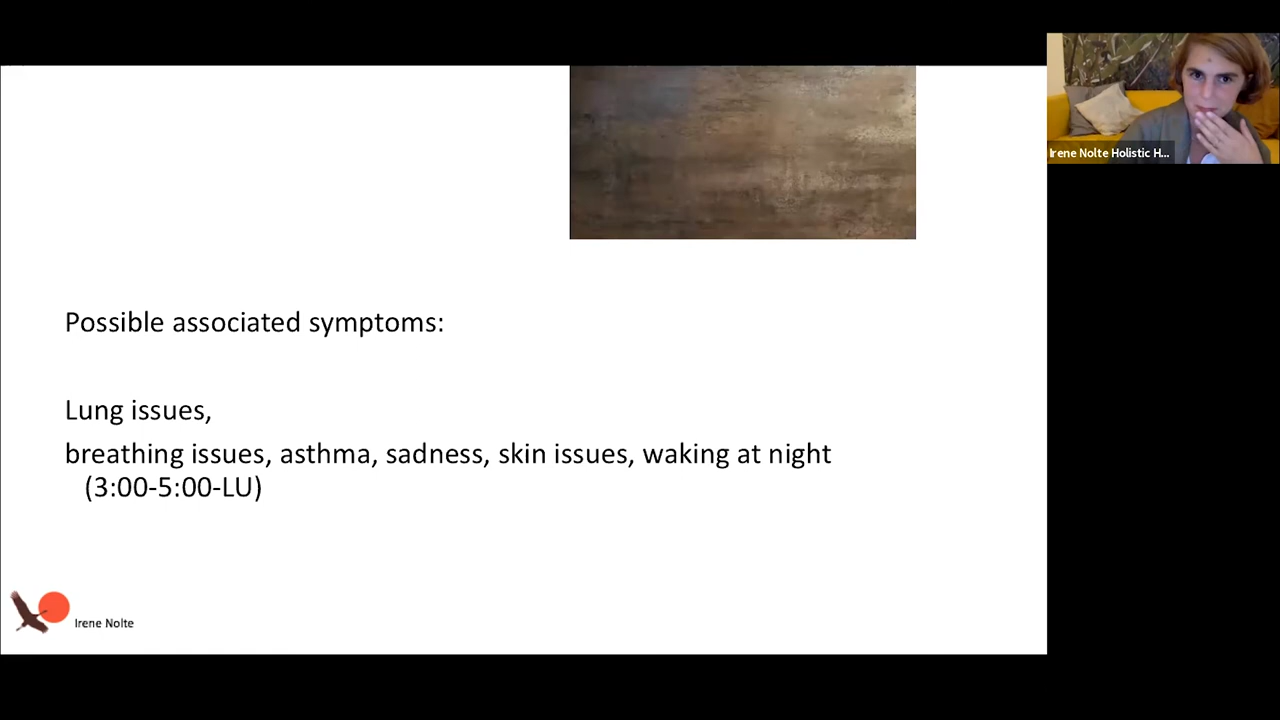 Irene Nolte Holistic H...
Possible associated symptoms:
Lung issues,
breathing issues, asthma, sadness, skin issues, waking at night
(3:00-5:00-LU)
Irene Nolte